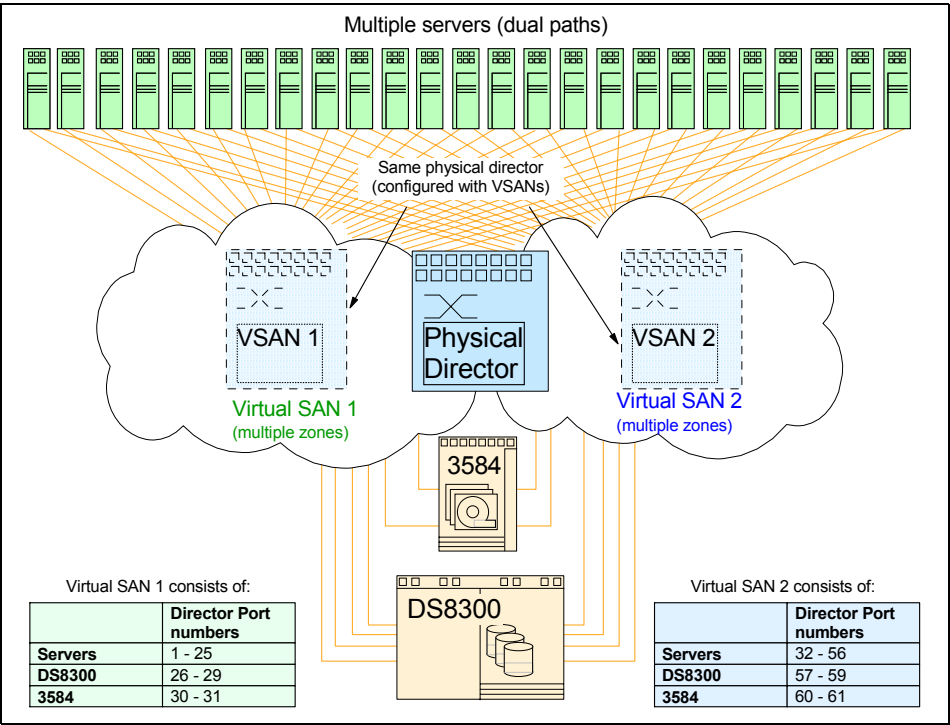 Multiple servers (dual paths)
Same physical director
(configured with VSANs)
VSAN 1
Physical
Director
VSAN 2
Virtual SAN 1
(multiple zones)
Virtual SAN 2
(multiple zones)
3584
DS8300
Virtual SAN 1 consists of:
Director Port
numbers
Servers 1 - 25
DS8300 26 - 29
3584 30 - 31
Virtual SAN 2 consists of:
Director Port
numbers
Servers 32 - 56
DS8300 57 - 59
3584 60 - 61